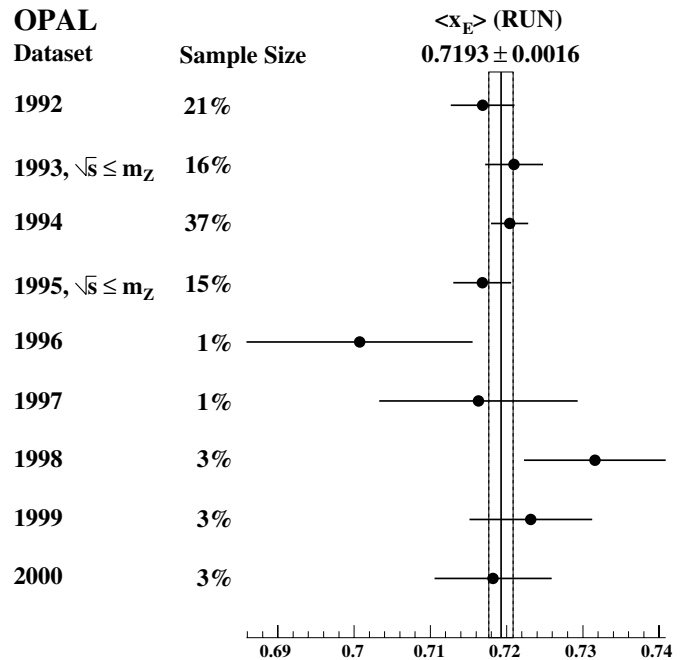 OPAL <x_E> (RUN)
Dataset Sample Size 0.7193 ± 0.0016
1992 21%
1993, √s ≤ m_Z 16%
1994 37%
1995, √s ≤ m_Z 15%
1996 1%
1997 1%
1998 3%
1999 3%
2000 3%
0.69 0.7 0.71 0.72 0.73 0.74